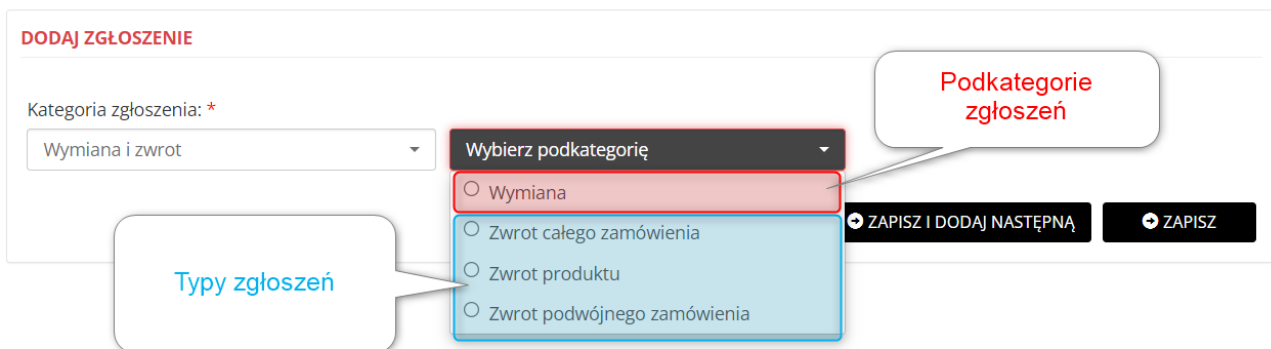 DODAJ ZGŁOSZENIE
Podkategorie
zgłoszeń
Kategoria zgłoszenia: *
Wymiana i zwrot
Wybierz podkategorię
Wymiana
Zwrot całego zamówienia
Zwrot produktu
Zwrot podwójnego zamówienia
ZAPISZ I DODAJ NASTĘPNĄ
ZAPISZ
Typy zgłoszeń